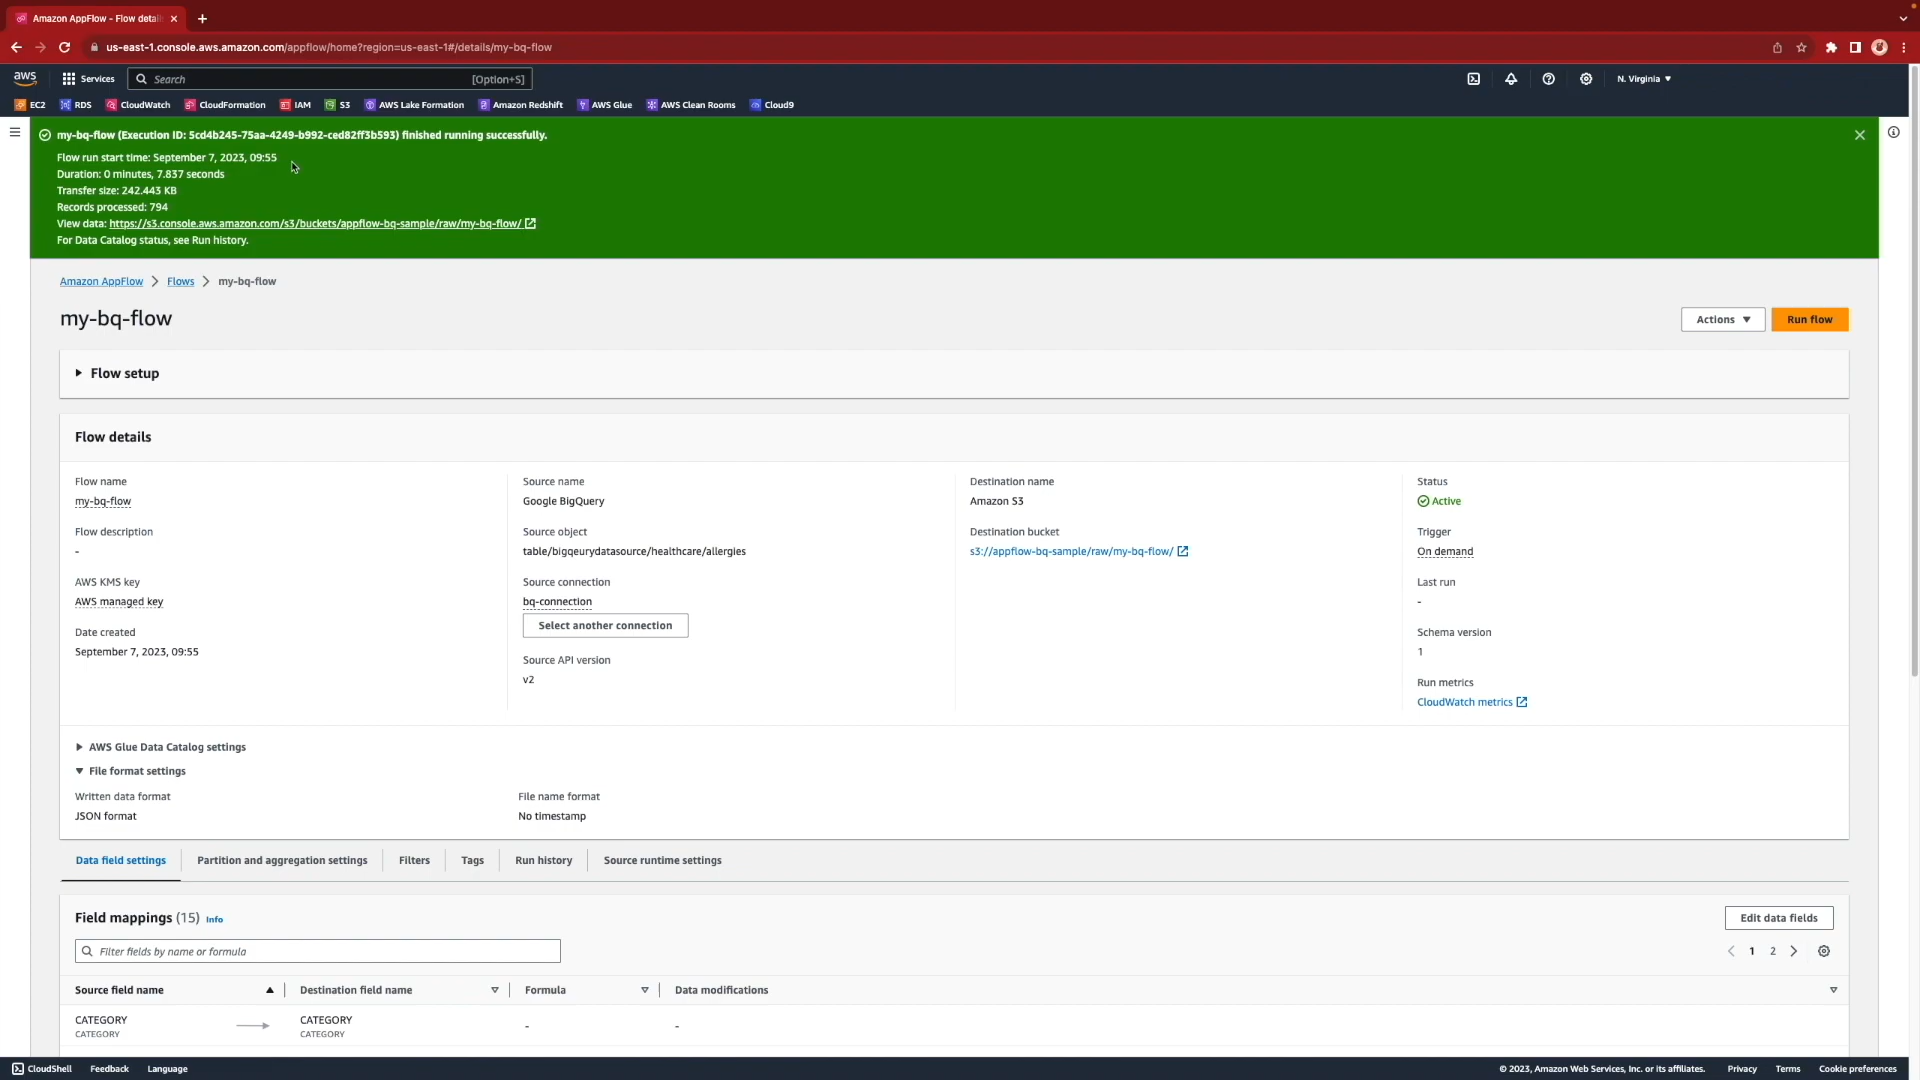 Amazon AppFlow - Flow detai
us-east-1.console.aws.amazon.com/appflow/home?region=us-east-1#/details/my-bq-flow
aws Services Search [Option+S] N. Virginia
EC2 RDS CloudWatch CloudFormation IAM S3 AWS Lake Formation Amazon Redshift AWS Glue AWS Clean Rooms Cloud9
my-bq-flow (Execution ID: 5cd4b245-75aa-4249-b992-ced82ff3b593) finished running successfully.
Flow run start time: September 7, 2023, 09:55
Duration: 0 minutes, 7.837 seconds
Transfer size: 242.443 KB
Records processed: 794
View data: https://s3.console.aws.amazon.com/s3/buckets/appflow-bq-sample/raw/my-bq-flow/
For Data Catalog status, see Run history.
Amazon AppFlow Flows my-bq-flow
my-bq-flow
Actions Run flow
Flow setup
Flow details
Flow name
my-bq-flow
Flow description
-
AWS KMS key
AWS managed key
Date created
September 7, 2023, 09:55
Source name
Google BigQuery
Source object
table/bigqeurydatasource/healthcare/allergies
Source connection
bq-connection
Select another connection
Source API version
v2
Destination name
Amazon S3
Destination bucket
s3://appflow-bq-sample/raw/my-bq-flow/
Status
Active
Trigger
On demand
Last run
-
Schema version
1
Run metrics
CloudWatch metrics
AWS Glue Data Catalog settings
File format settings
Written data format
JSON format
File name format
No timestamp
Data field settings Partition and aggregation settings Filters Tags Run history Source runtime settings
Field mappings (15) Info
Edit data fields
Filter fields by name or formula
1 2
Source field name Destination field name Formula Data modifications
CATEGORY CATEGORY - -
CATEGORY CATEGORY
CloudShell Feedback Language © 2023, Amazon Web Services, Inc. or its affiliates. Privacy Terms Cookie preferences